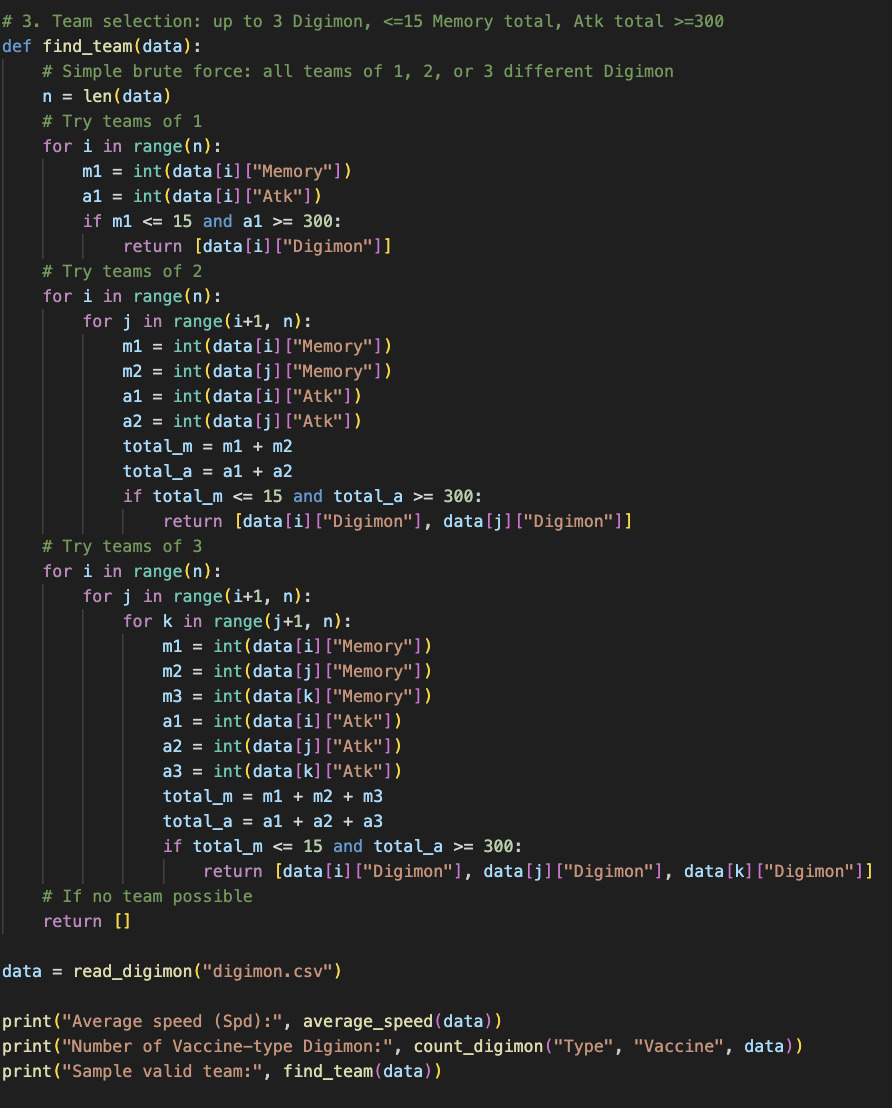 # 3. Team selection: up to 3 Digimon, <=15 Memory total, Atk total >=300
def find_team(data):
    # Simple brute force: all teams of 1, 2, or 3 different Digimon
    n = len(data)
    # Try teams of 1
    for i in range(n):
        m1 = int(data[i]["Memory"])
        a1 = int(data[i]["Atk"])
        if m1 <= 15 and a1 >= 300:
            return [data[i]["Digimon"]]
    # Try teams of 2
    for i in range(n):
        for j in range(i+1, n):
            m1 = int(data[i]["Memory"])
            m2 = int(data[j]["Memory"])
            a1 = int(data[i]["Atk"])
            a2 = int(data[j]["Atk"])
            total_m = m1 + m2
            total_a = a1 + a2
            if total_m <= 15 and total_a >= 300:
                return [data[i]["Digimon"], data[j]["Digimon"]]
    # Try teams of 3
    for i in range(n):
        for j in range(i+1, n):
            for k in range(j+1, n):
                m1 = int(data[i]["Memory"])
                m2 = int(data[j]["Memory"])
                m3 = int(data[k]["Memory"])
                a1 = int(data[i]["Atk"])
                a2 = int(data[j]["Atk"])
                a3 = int(data[k]["Atk"])
                total_m = m1 + m2 + m3
                total_a = a1 + a2 + a3
                if total_m <= 15 and total_a >= 300:
                    return [data[i]["Digimon"], data[j]["Digimon"], data[k]["Digimon"]]
    # If no team possible
    return []

data = read_digimon("digimon.csv")

print("Average speed (Spd):", average_speed(data))
print("Number of Vaccine-type Digimon:", count_digimon("Type", "Vaccine", data))
print("Sample valid team:", find_team(data))